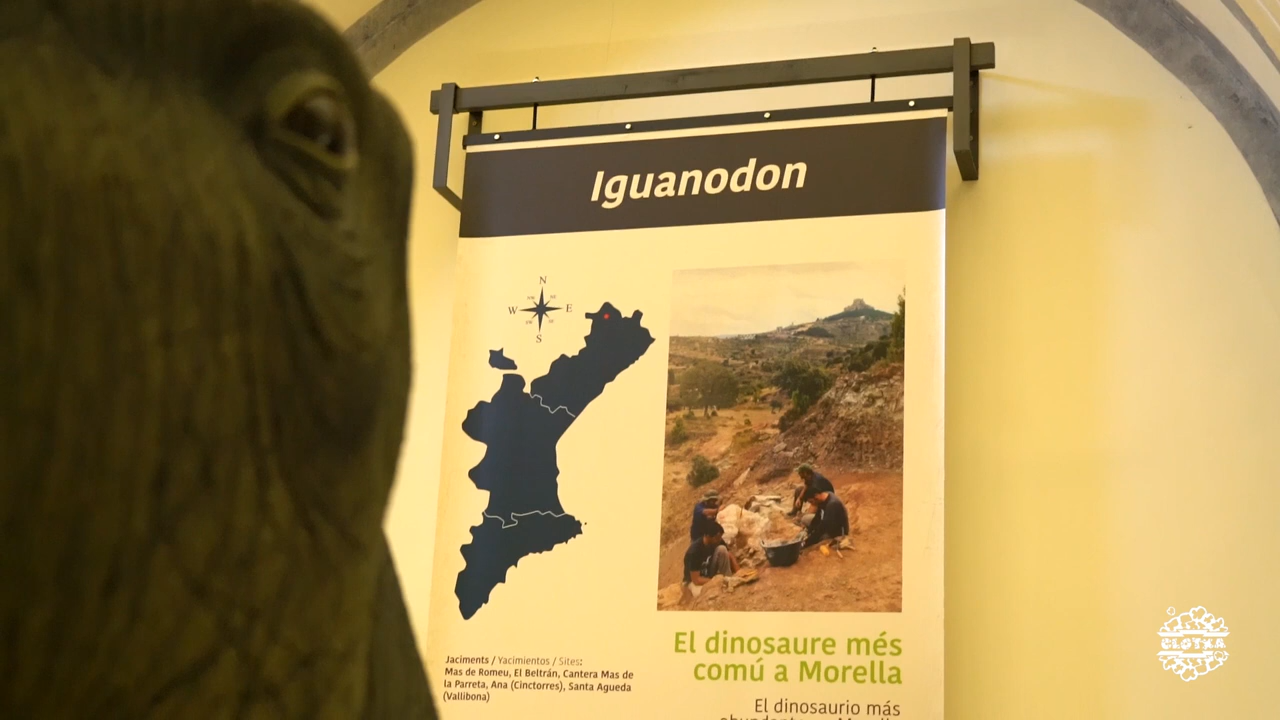 Iguanodon
N
W
E
S
El dinosaure més
comú a Morella
Jaciments / Yacimientos / Sites:
Mas de Romeu, El Beltrán, Cantera Mas de
la Parreta, Ana (Cinctorres), Santa Agueda
(Vallibona)
El dinosaurio más
CLOTXA